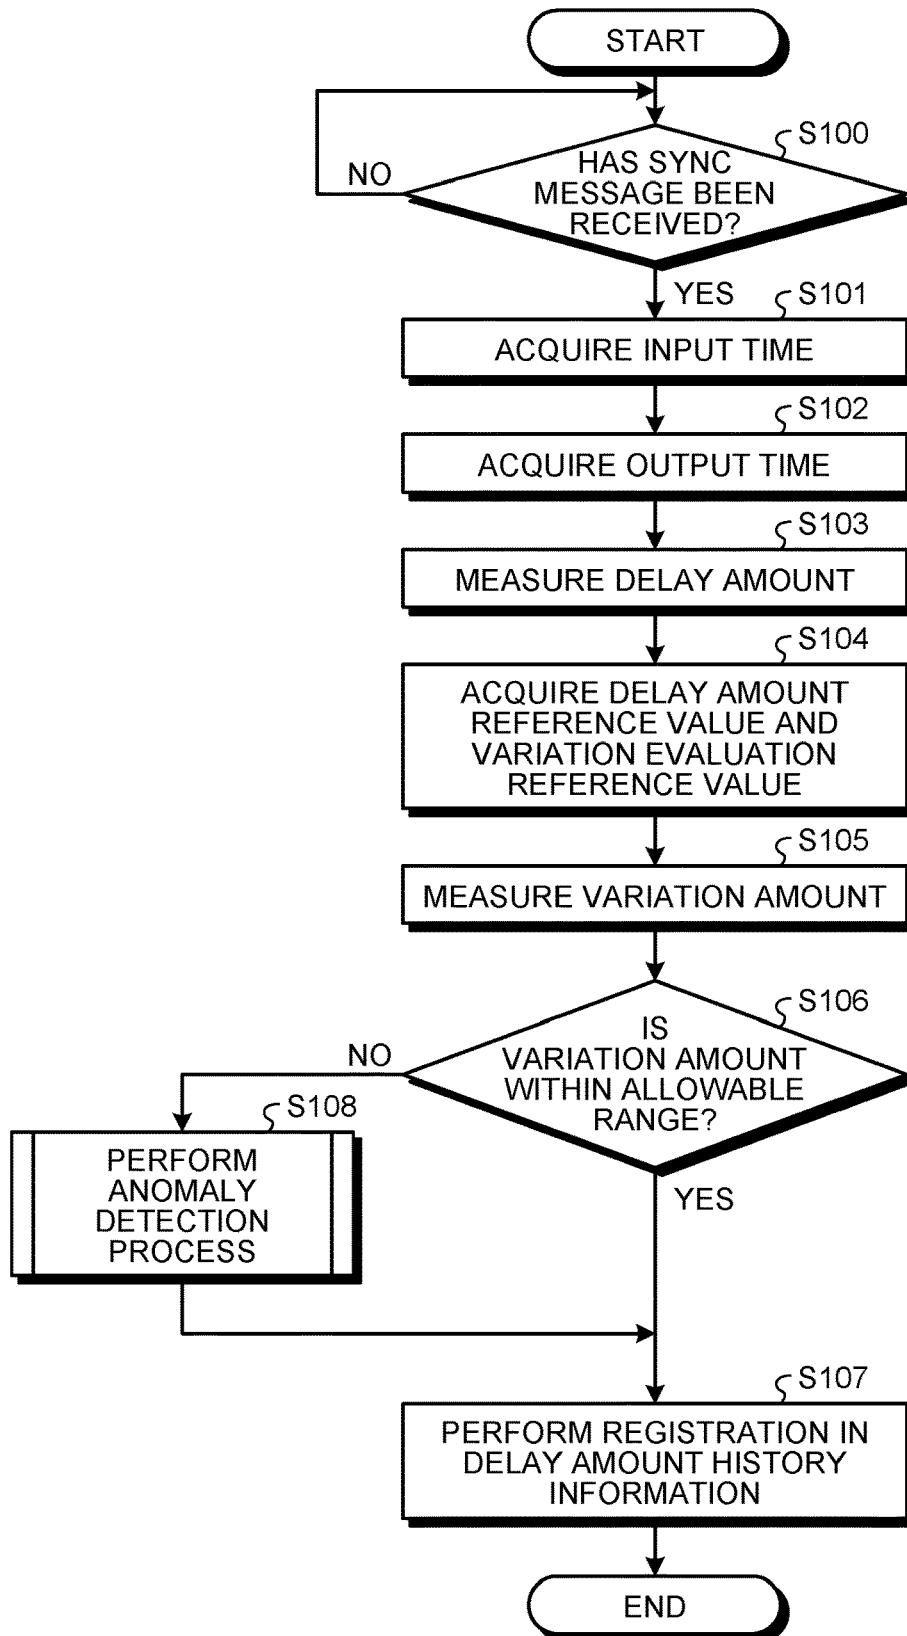 START
S100
HAS SYNC
MESSAGE BEEN
RECEIVED?
NO
YES
S101
ACQUIRE INPUT TIME
S102
ACQUIRE OUTPUT TIME
S103
MEASURE DELAY AMOUNT
S104
ACQUIRE DELAY AMOUNT
REFERENCE VALUE AND
VARIATION EVALUATION
REFERENCE VALUE
S105
MEASURE VARIATION AMOUNT
S106
IS
VARIATION AMOUNT
WITHIN ALLOWABLE
RANGE?
NO
YES
S108
PERFORM
ANOMALY
DETECTION
PROCESS
S107
PERFORM REGISTRATION IN
DELAY AMOUNT HISTORY
INFORMATION
END